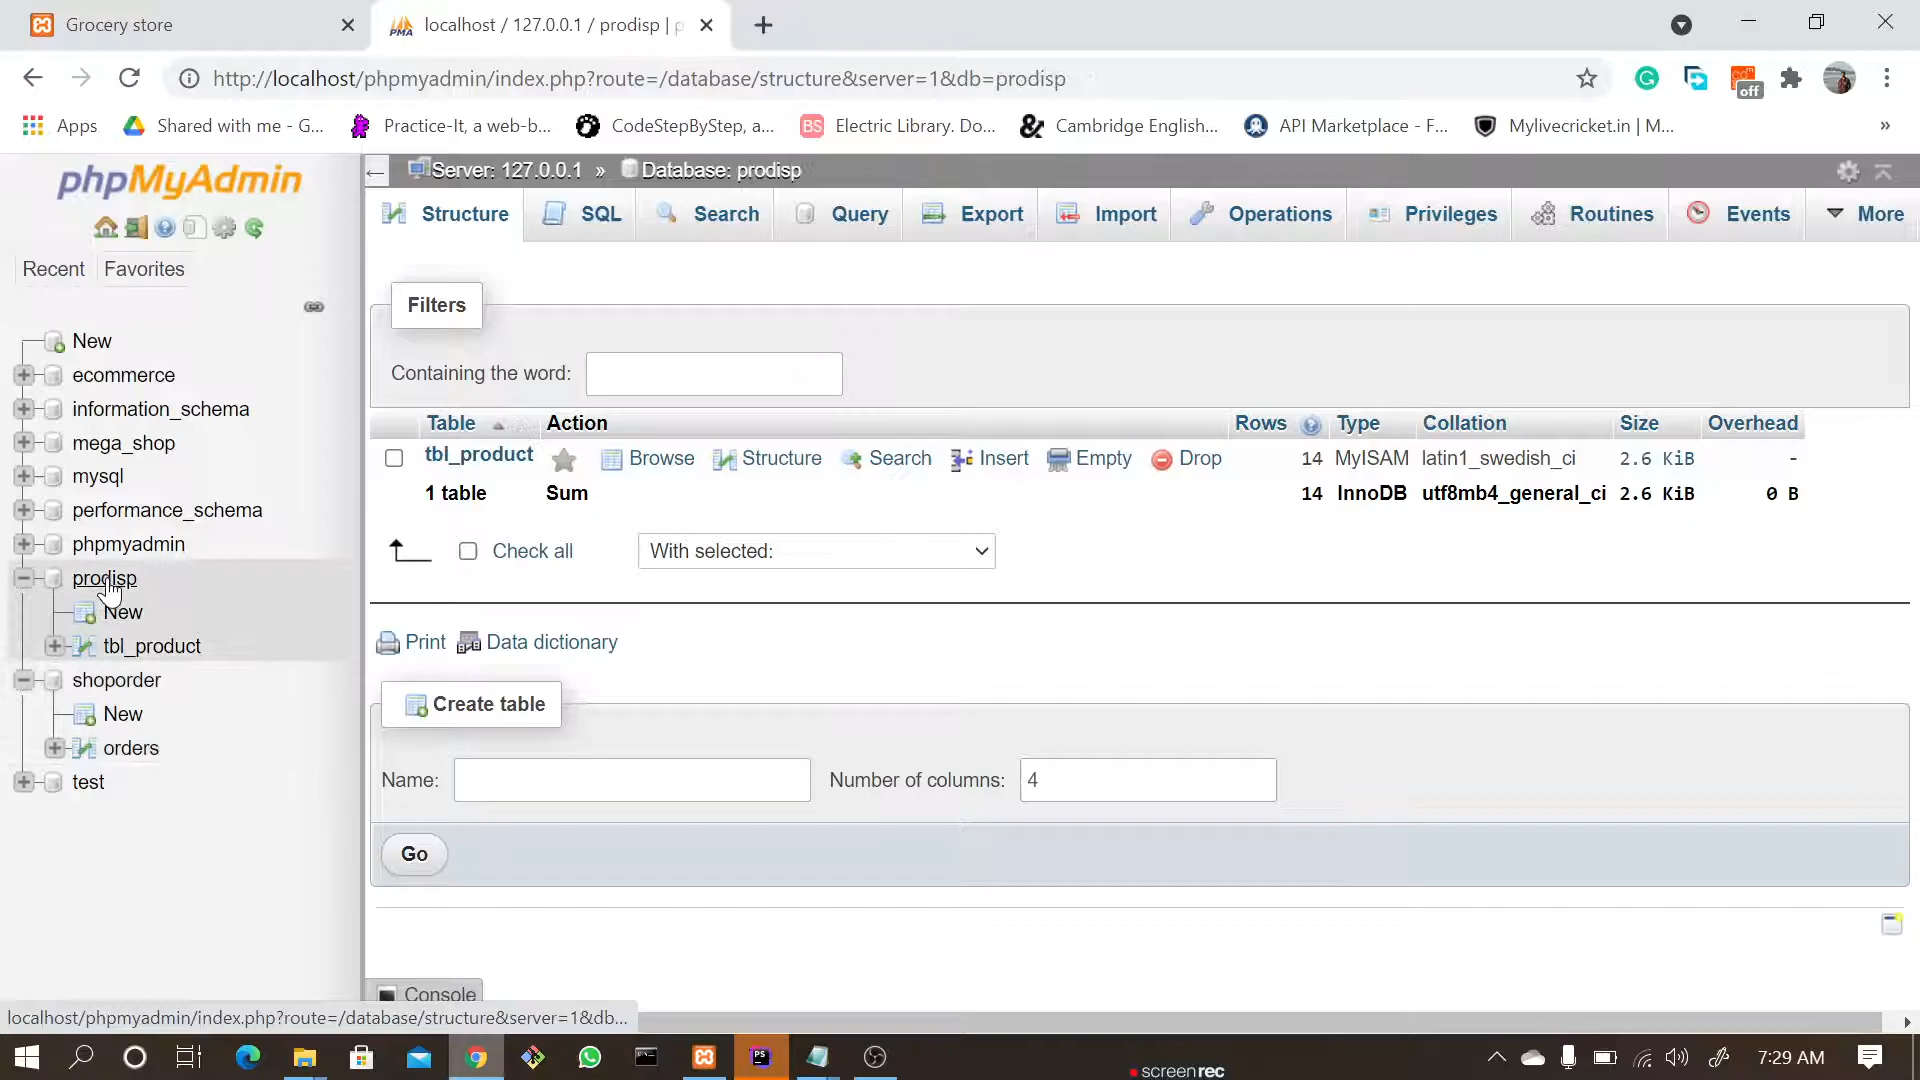 Grocery store
localhost / 127.0.0.1 / prodisp | p
http://localhost/phpmyadmin/index.php?route=/database/structure&server=1&db=prodisp
off
Apps
Shared with me - G...
Practice-It, a web-b...
CodeStepByStep, a...
BS Electric Library. Do...
Cambridge English...
API Marketplace - F...
Mylivecricket.in | M...
»
phpMyAdmin
Recent
Favorites
New
ecommerce
information_schema
mega_shop
mysql
performance_schema
phpmyadmin
prodisp
New
tbl_product
shoporder
New
orders
test
Server: 127.0.0.1 » Database: prodisp
Structure
SQL
Search
Query
Export
Import
Operations
Privileges
Routines
Events
More
Filters
Containing the word:
Table Action Rows Type Collation Size Overhead
tbl_product Browse Structure Search Insert Empty Drop 14 MyISAM latin1_swedish_ci 2.6 KiB -
1 table Sum 14 InnoDB utf8mb4_general_ci 2.6 KiB 0 B
Check all
With selected:
Print
Data dictionary
Create table
Name:
Number of columns: 4
Go
Console
localhost/phpmyadmin/index.php?route=/database/structure&server=1&db...
PS
7:29 AM
screenrec